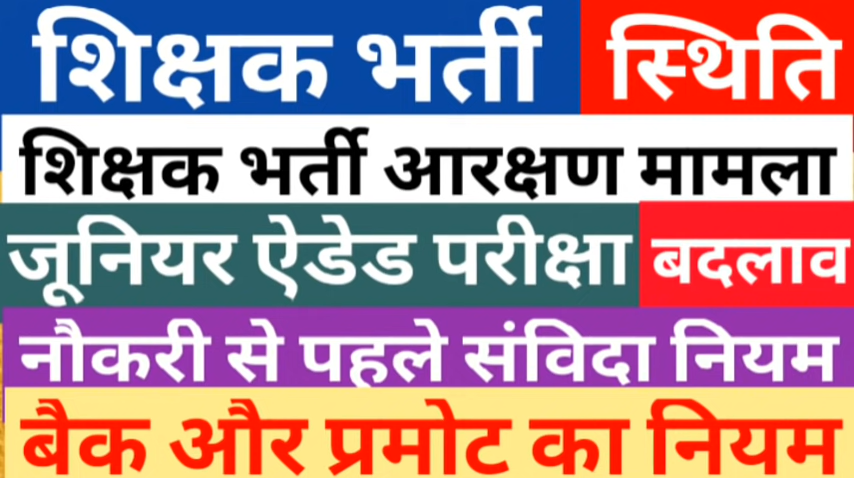 शिक्षक भर्ती स्थिति
शिक्षक भर्ती आरक्षण मामला
जूनियर ऐडेड परीक्षा बदलाव
नौकरी से पहले संविदा नियम
बैक और प्रमोट का नियम